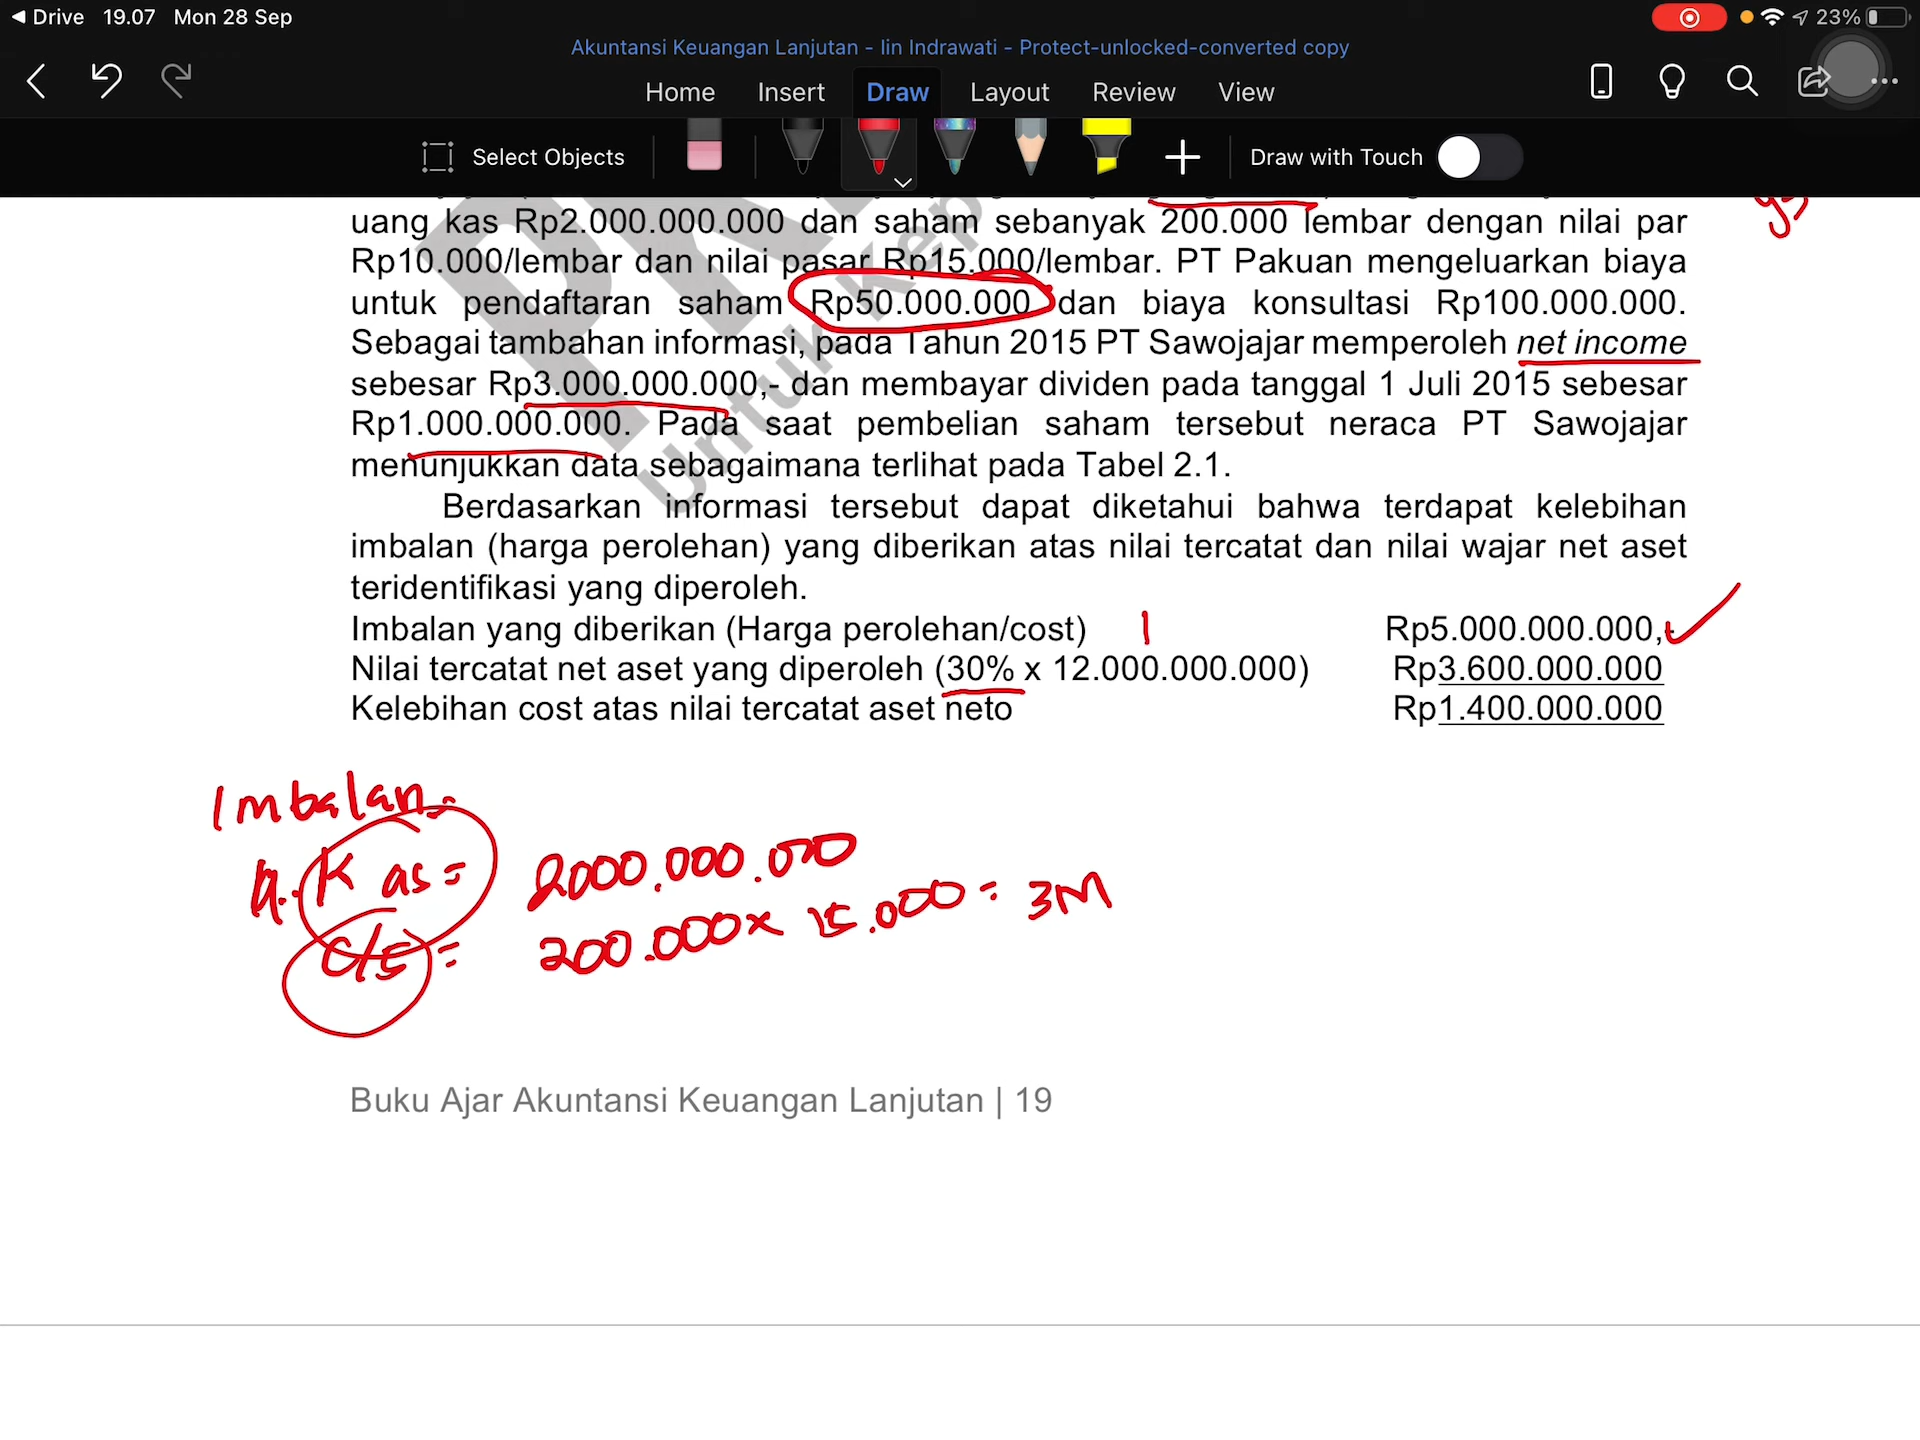 Drive 19.07 Mon 28 Sep 23%
Akuntansi Keuangan Lanjutan - Iin Indrawati - Protect-unlocked-converted copy
Home Insert Draw Layout Review View
Select Objects Draw with Touch
uang kas Rp2.000.000.000 dan saham sebanyak 200.000 lembar dengan nilai par
Rp10.000/lembar dan nilai pasar Rp15.000/lembar. PT Pakuan mengeluarkan biaya
untuk pendaftaran saham Rp50.000.000 dan biaya konsultasi Rp100.000.000.
Sebagai tambahan informasi, pada Tahun 2015 PT Sawojajar memperoleh net income
sebesar Rp3.000.000.000,- dan membayar dividen pada tanggal 1 Juli 2015 sebesar
Rp1.000.000.000. Pada saat pembelian saham tersebut neraca PT Sawojajar
menunjukkan data sebagaimana terlihat pada Tabel 2.1.
Berdasarkan informasi tersebut dapat diketahui bahwa terdapat kelebihan
imbalan (harga perolehan) yang diberikan atas nilai tercatat dan nilai wajar net aset
teridentifikasi yang diperoleh.
Imbalan yang diberikan (Harga perolehan/cost) Rp5.000.000.000,-
Nilai tercatat net aset yang diperoleh (30% x 12.000.000.000) Rp3.600.000.000
Kelebihan cost atas nilai tercatat aset neto Rp1.400.000.000
Imbalan =
Kas = 2000.000.000
C/S = 200.000 x 15.000 = 3M
Buku Ajar Akuntansi Keuangan Lanjutan | 19